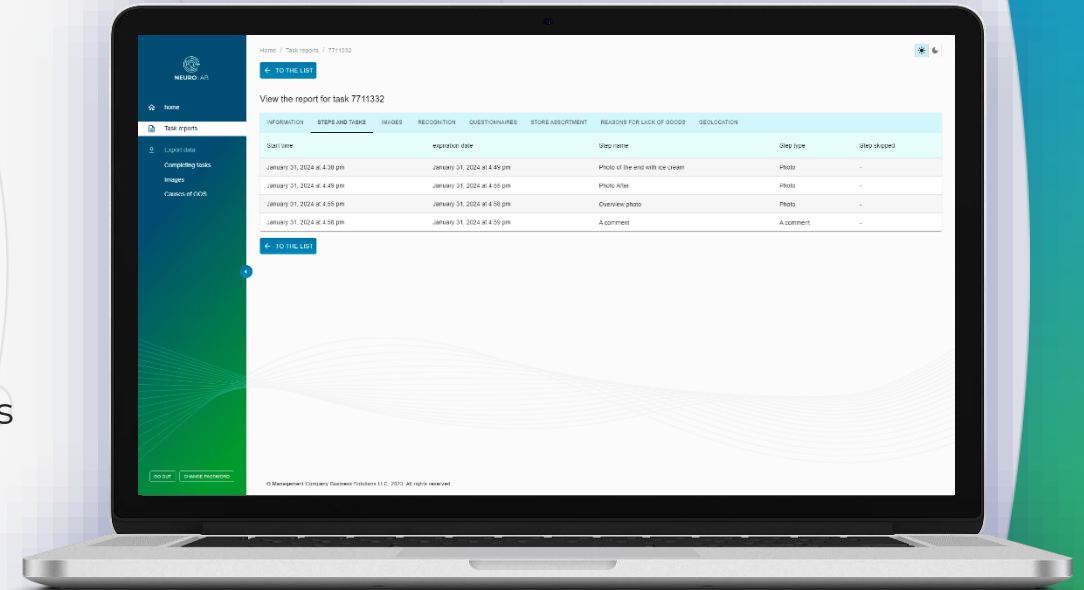 NEURO.AR
home
Task reports
Export data
Completing tasks
Images
Causes of OOS
GO OUT CHANGE PASSWORD
Home / Task reports / 7711332
← TO THE LIST
View the report for task 7711332
INFORMATION STEPS AND TASKS IMAGES RECOGNITION QUESTIONNAIRES STORE ASSORTMENT REASONS FOR LACK OF GOODS GEOLOCATION
Start time expiration date Step name Step type Step skipped
January 31, 2024 at 4:38 pm January 31, 2024 at 4:49 pm Photo of the end with ice cream Photo -
January 31, 2024 at 4:49 pm January 31, 2024 at 4:55 pm Photo After Photo -
January 31, 2024 at 4:55 pm January 31, 2024 at 4:58 pm Overview photo Photo -
January 31, 2024 at 4:58 pm January 31, 2024 at 4:59 pm A comment A comment -
← TO THE LIST
© Management Company Business Solutions LLC, 2023. All rights reserved
s